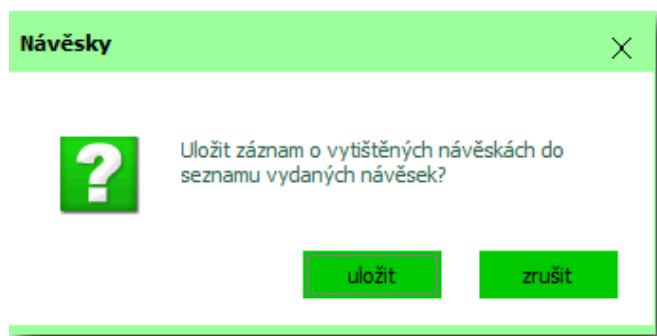 Návěsky
Uložit záznam o vytištěných návěskách do
seznamu vydaných návěsek?
uložit
zrušit